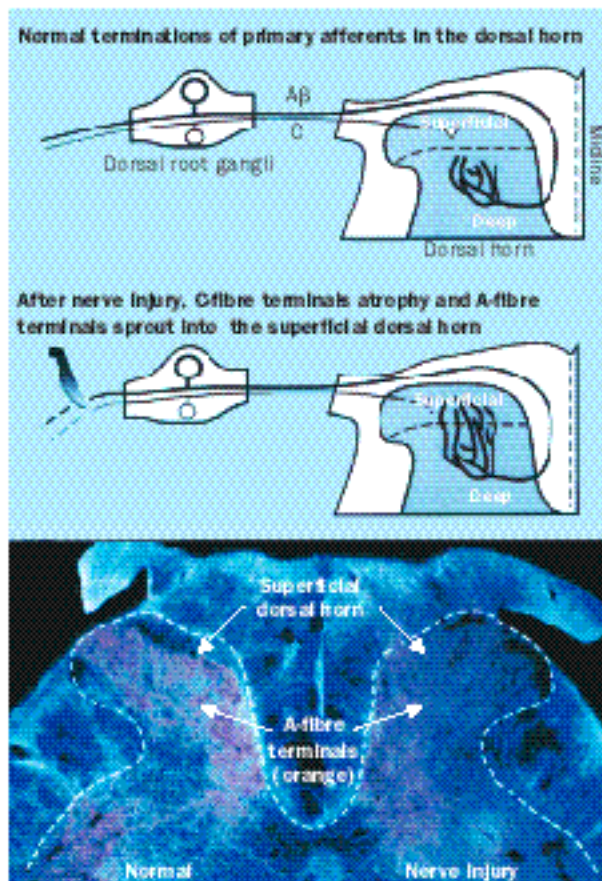 Normal terminations of primary afferents in the dorsal horn
Aβ
C
Superficial
Dorsal root gangli
Midline
Deep
Dorsal horn
After nerve injury, C-fibre terminals atrophy and A-fibre
terminals sprout into the superficial dorsal horn
Superficial
Deep
Superficial
dorsal horn
A-fibre
terminals
(orange)
Normal
Nerve Injury